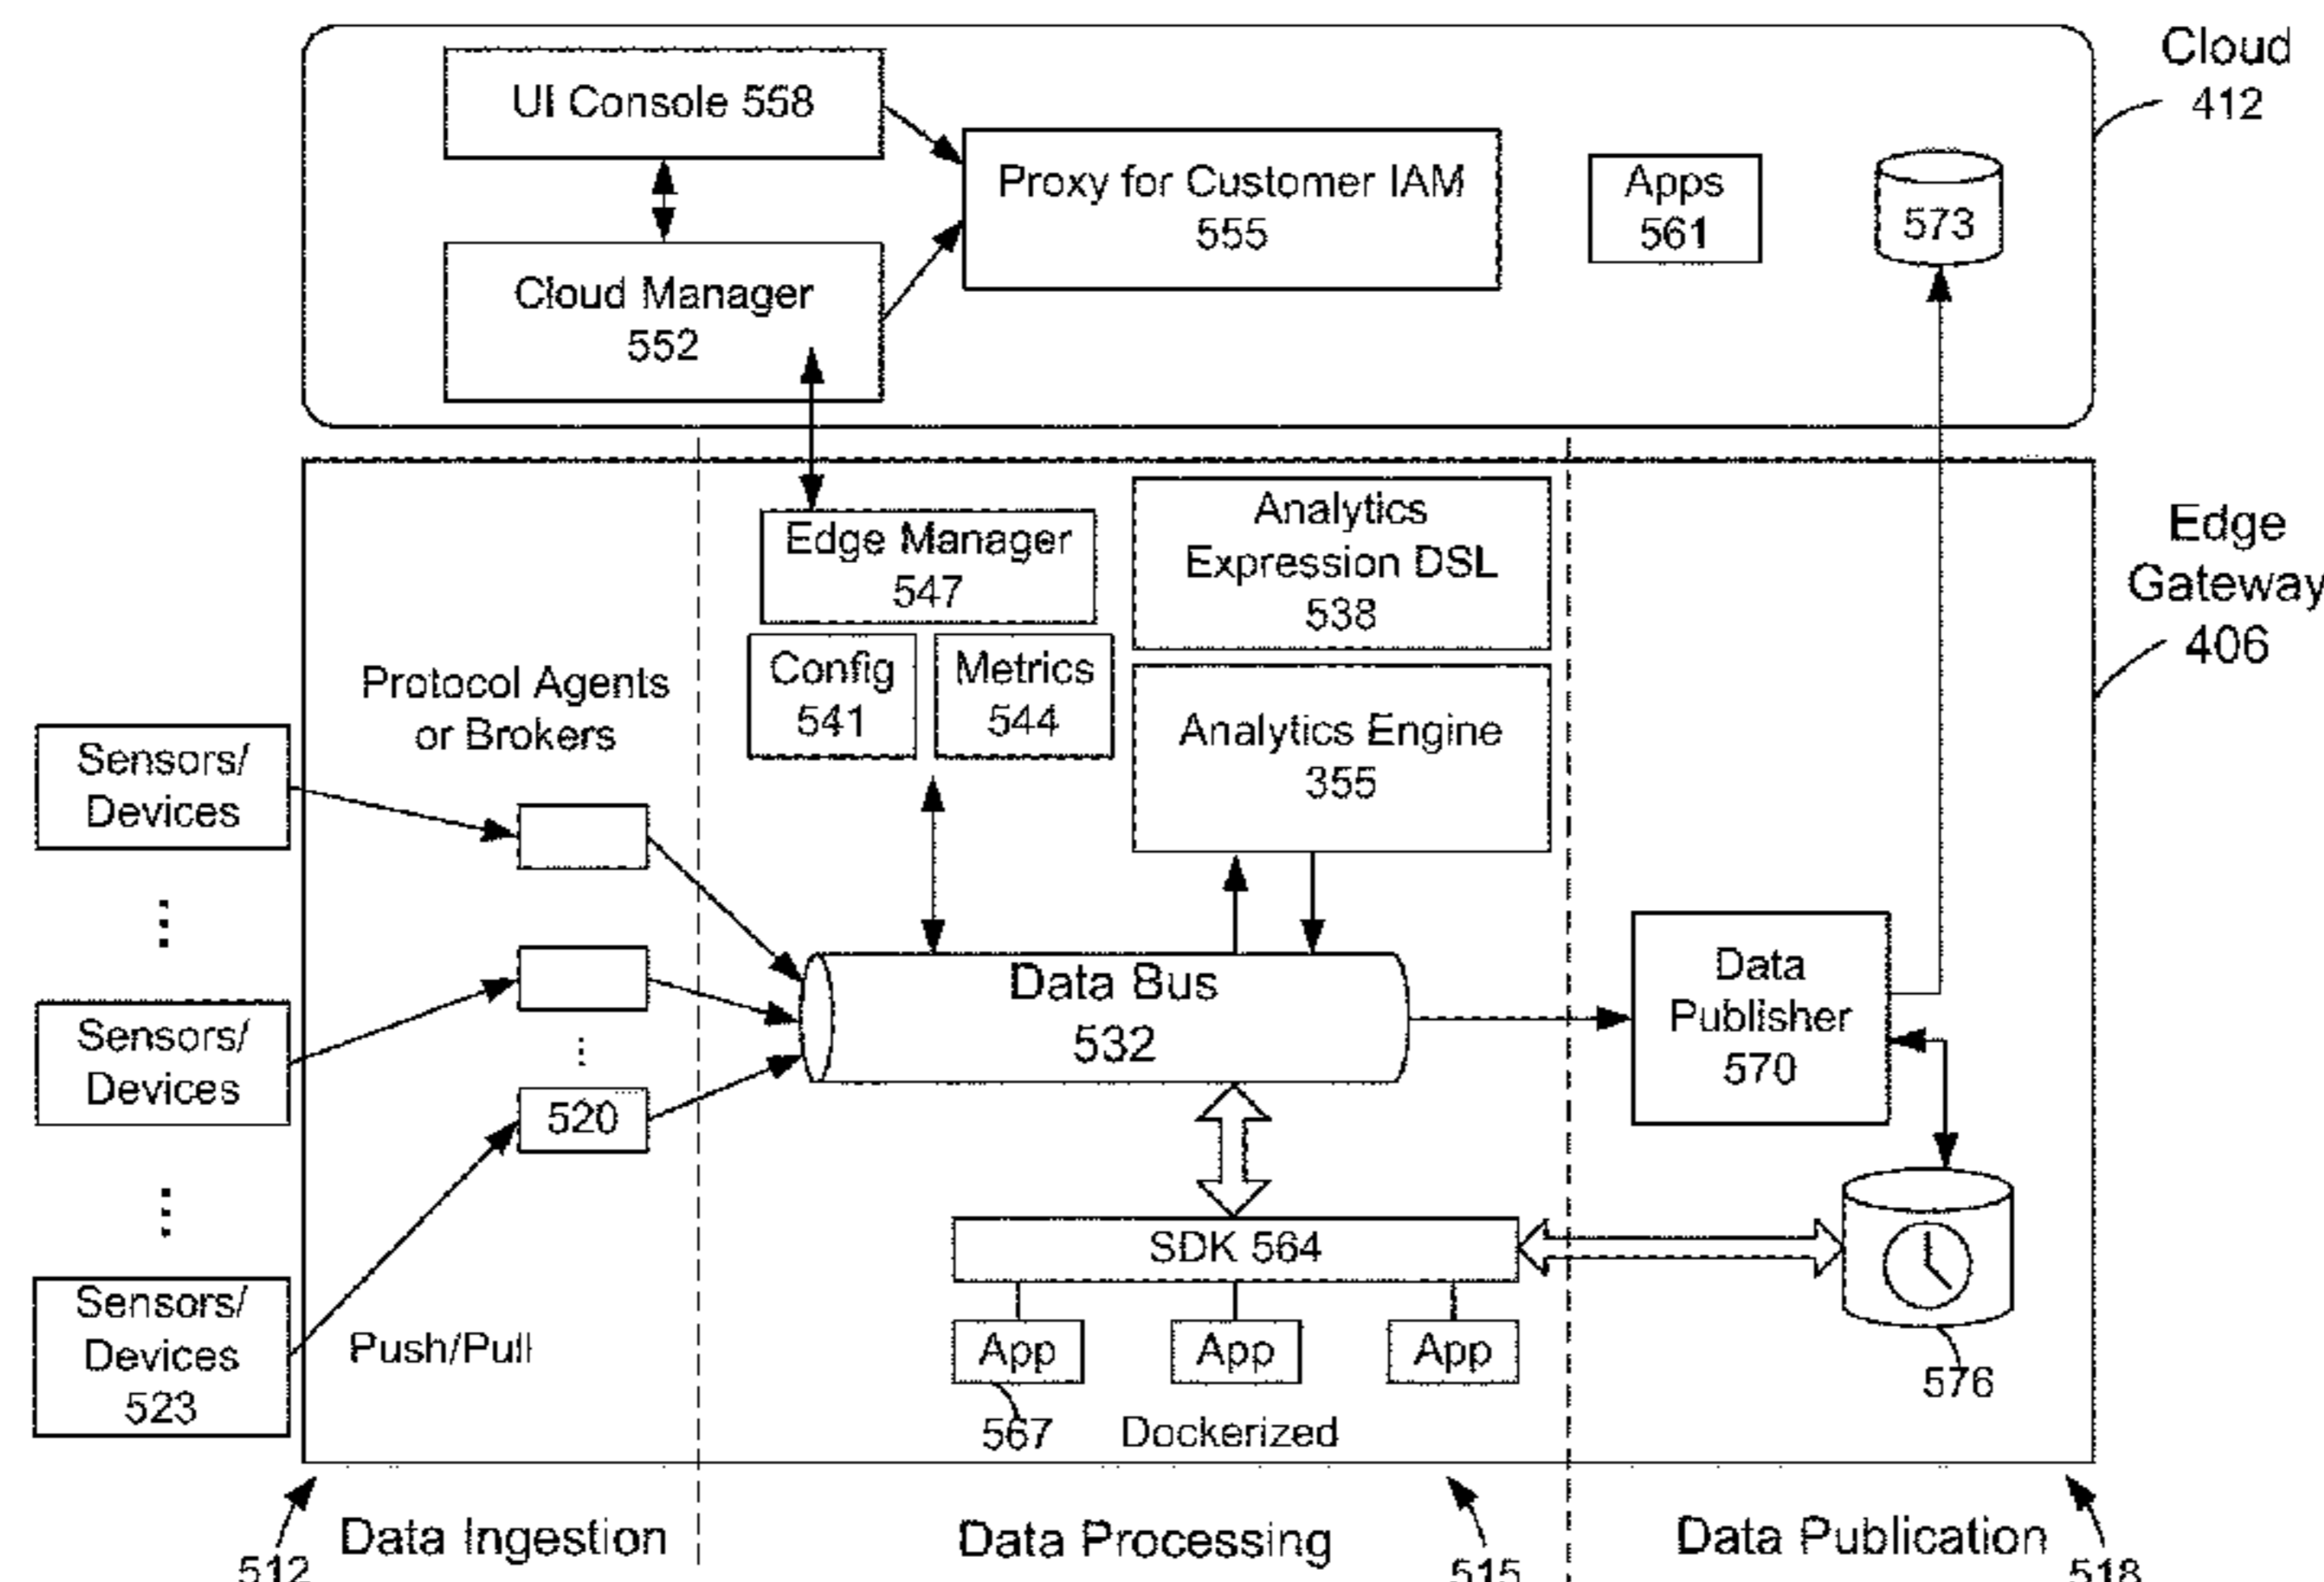 Cloud
412
UI Console 558
Proxy for Customer IAM
555
Apps
561
573
Cloud Manager
552
Edge
Gateway
406
Edge Manager
547
Analytics
Expression DSL
538
Config
541
Metrics
544
Analytics Engine
355
Protocol Agents
or Brokers
Sensors/
Devices
Sensors/
Devices
Sensors/
Devices
523
520
Push/Pull
Data Bus
532
Data
Publisher
570
SDK 564
App
App
App
567
Dockerized
576
512
Data Ingestion
Data Processing
515
Data Publication
518